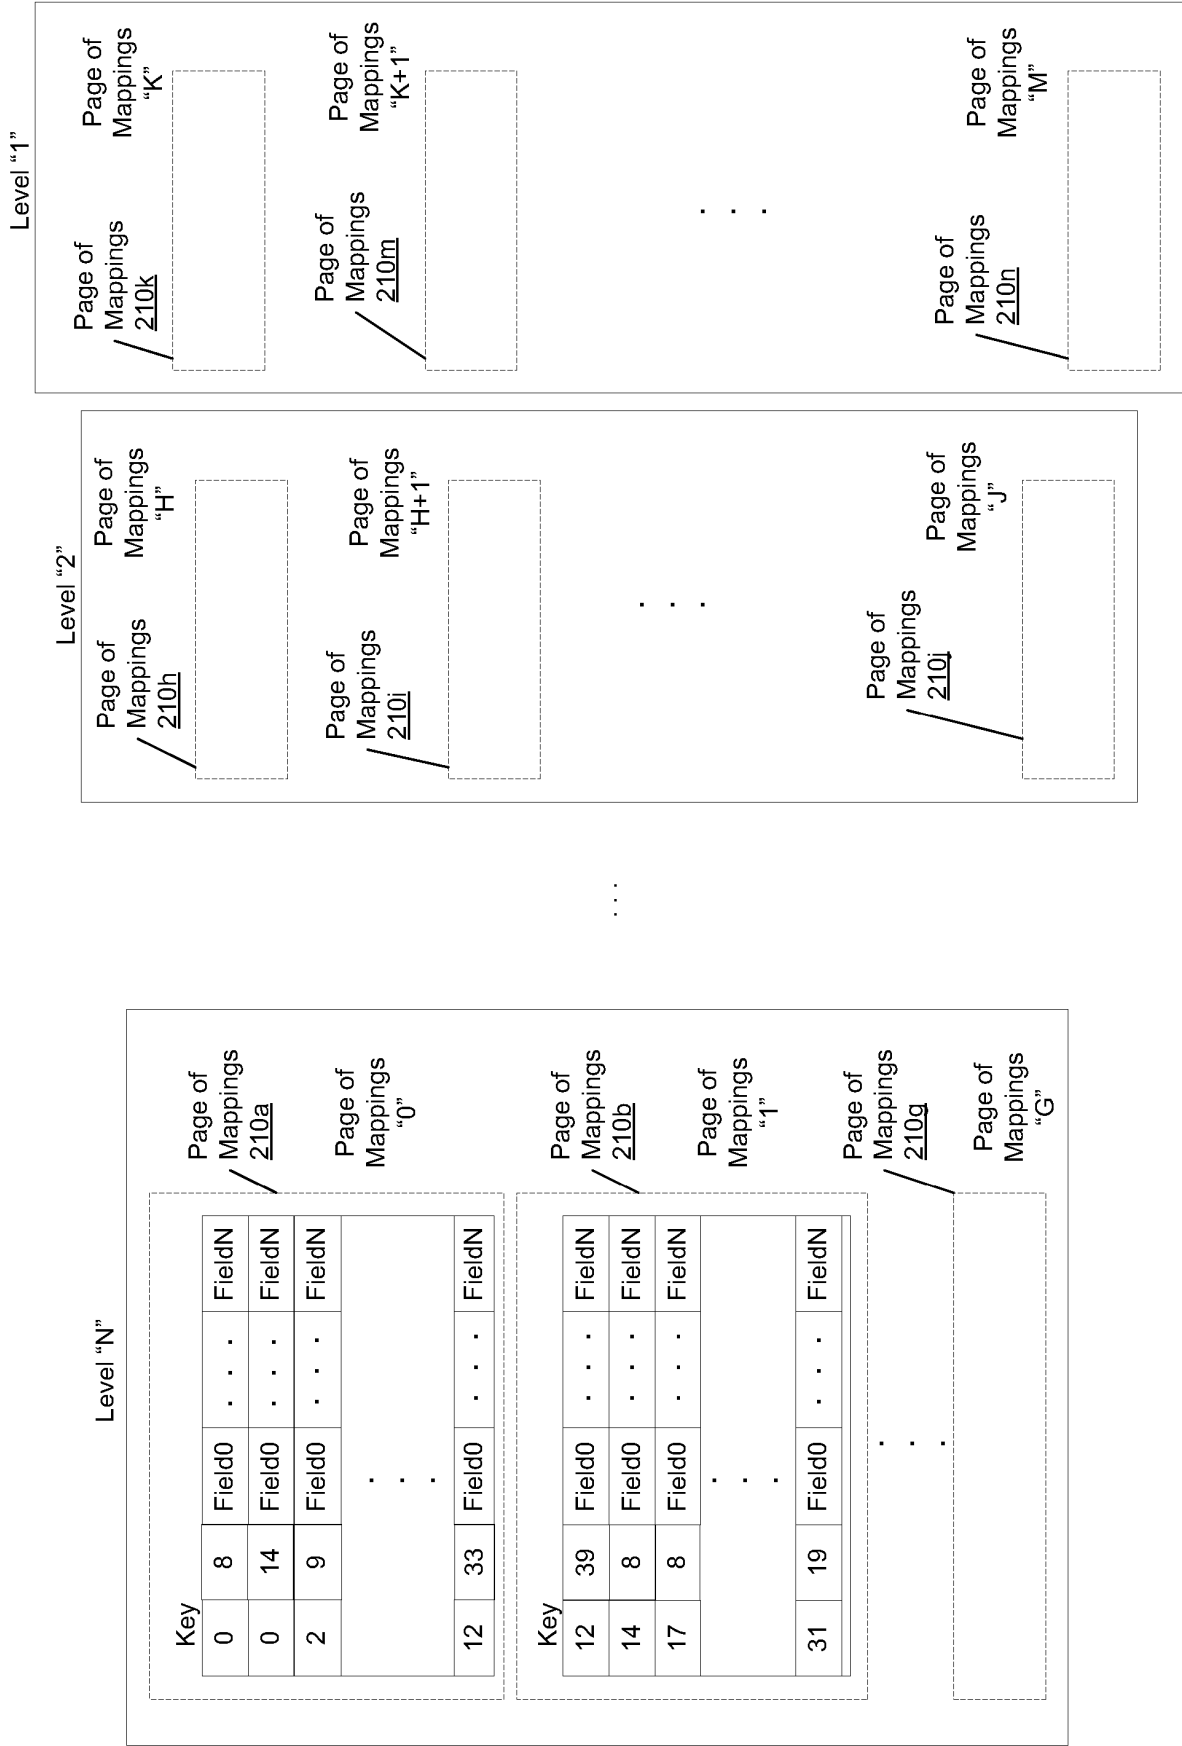 Level “N”
Key
0 8 Field0 . . . FieldN
0 14 Field0 . . . FieldN
2 9 Field0 . . . FieldN
. . .
12 33 Field0 . . . FieldN
Page of
Mappings
210a
Page of
Mappings
“0”
Key
12 39 Field0 . . . FieldN
14 8 Field0 . . . FieldN
17 8 Field0 . . . FieldN
. . .
31 19 Field0 . . . FieldN
Page of
Mappings
210b
Page of
Mappings
“1”
. . .
Page of
Mappings
210g
Page of
Mappings
“G”
. . .
Level “2”
Page of
Mappings
210h
Page of
Mappings
“H”
Page of
Mappings
210i
Page of
Mappings
“H+1”
. . .
Page of
Mappings
210j
Page of
Mappings
“J”
Level “1”
Page of
Mappings
210k
Page of
Mappings
“K”
Page of
Mappings
210m
Page of
Mappings
“K+1”
. . .
Page of
Mappings
210n
Page of
Mappings
“M”